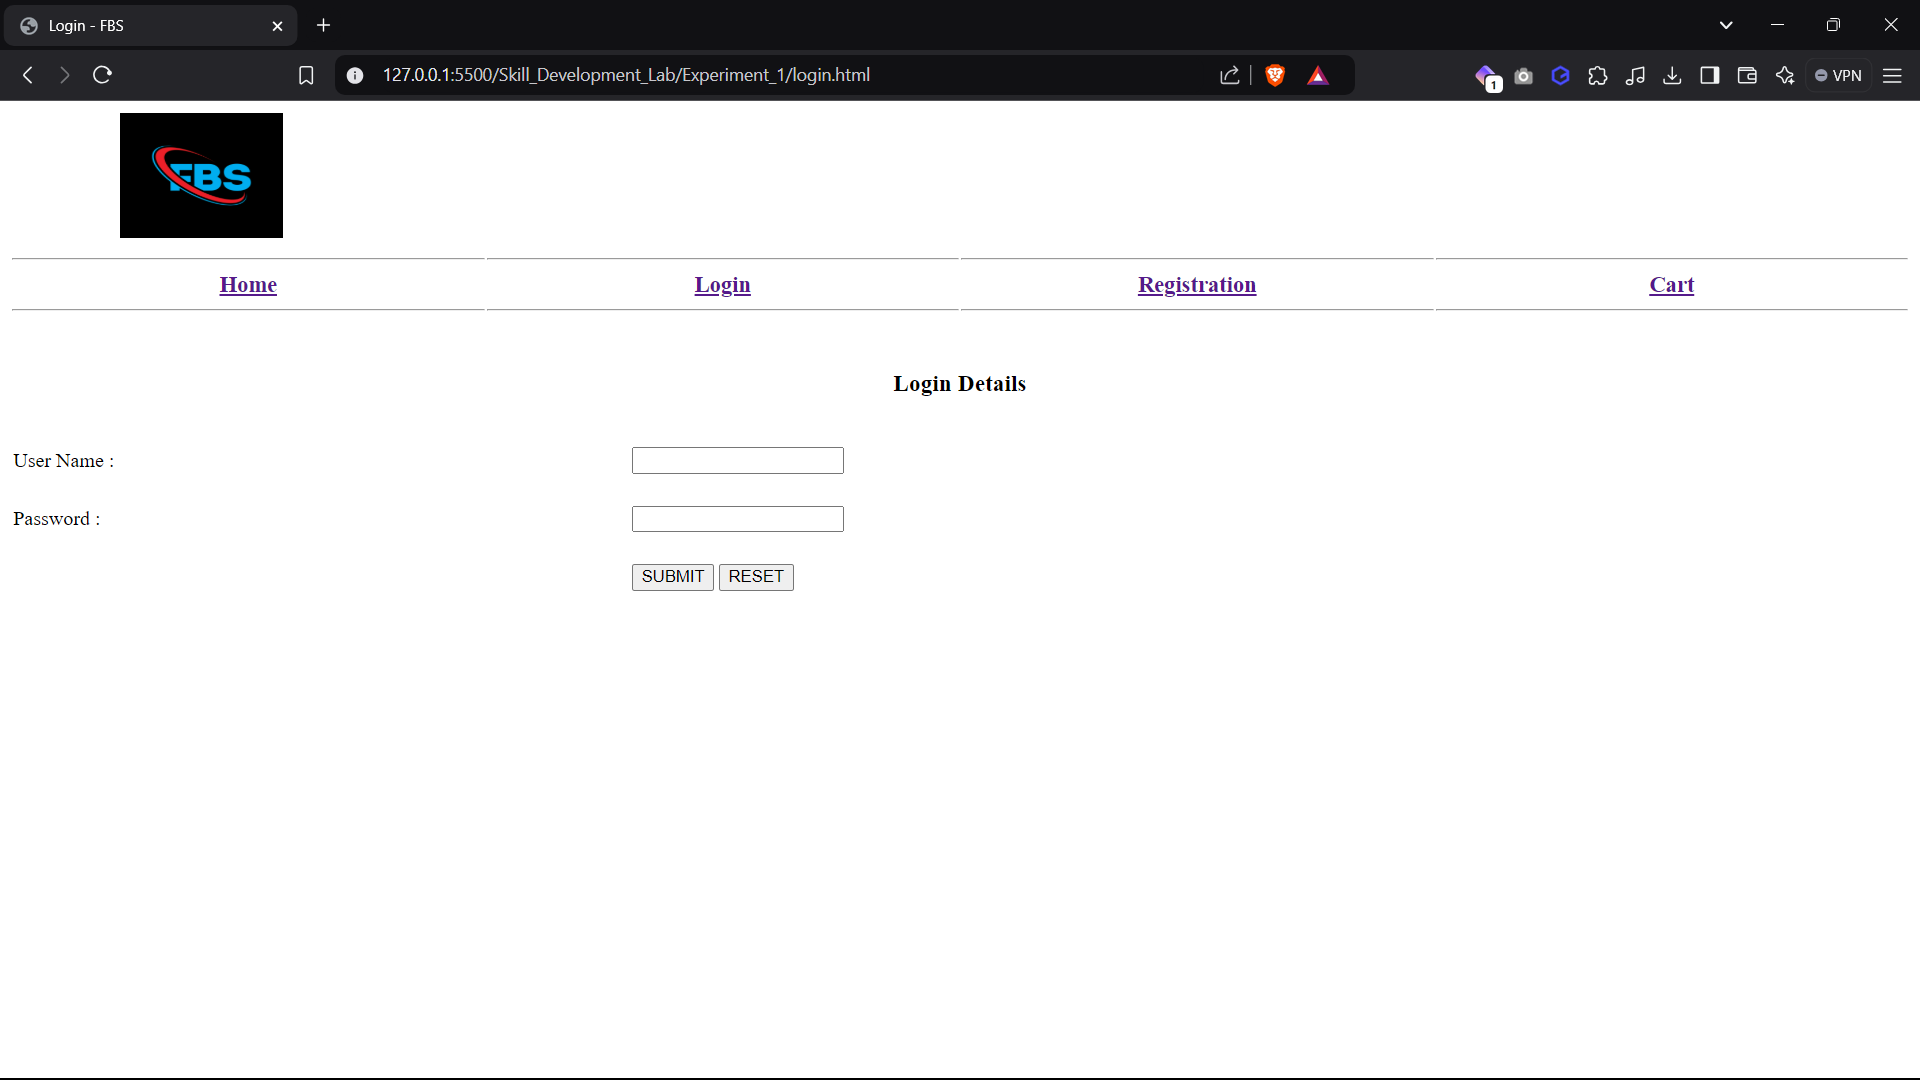 Login - FBS
127.0.0.1:5500/Skill_Development_Lab/Experiment_1/login.html
1
VPN
FBS
Home Login Registration Cart
Login Details
User Name :
Password :
SUBMIT RESET